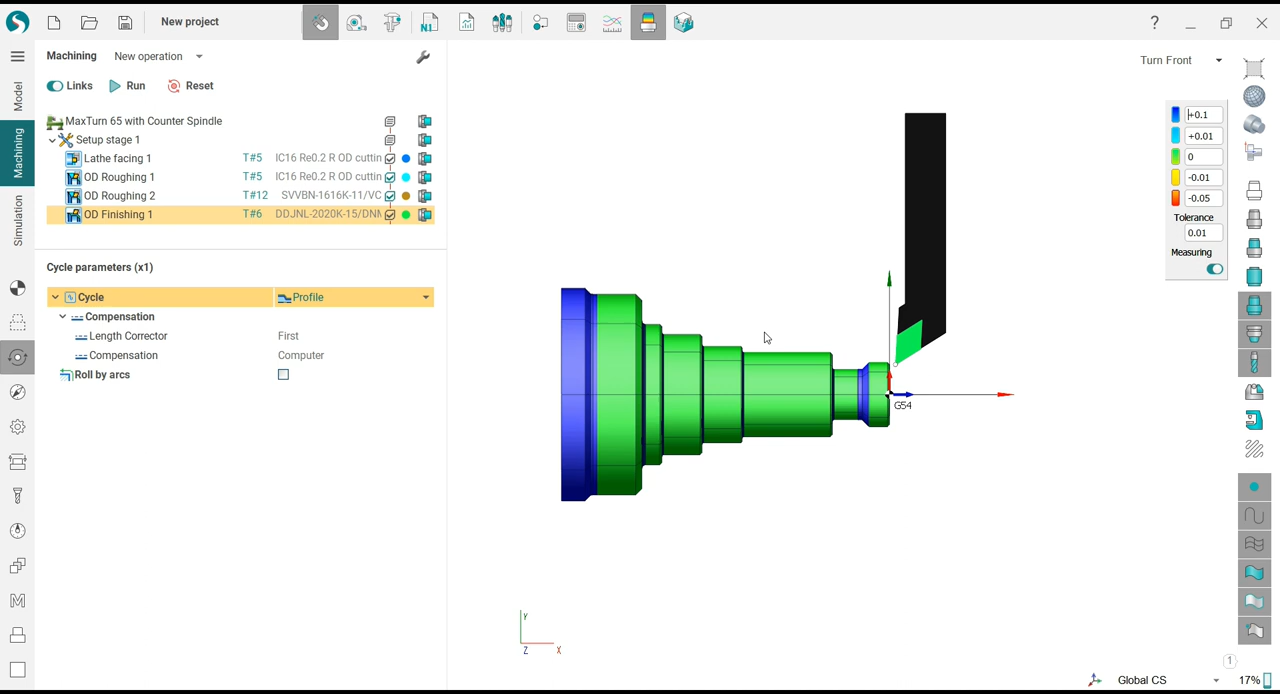 New project
?
Machining New operation
Links Run Reset
Model
Machining
Simulation
MaxTurn 65 with Counter Spindle
Setup stage 1
Lathe facing 1 T#5 IC16 Re0.2 R OD cuttin
OD Roughing 1 T#5 IC16 Re0.2 R OD cuttin
OD Roughing 2 T#12 SVVBN-1616K-11/VC
OD Finishing 1 T#6 DDJNL-2020K-15/DNM
Cycle parameters (x1)
Cycle Profile
Compensation
Length Corrector First
Compensation Computer
Roll by arcs
Turn Front
+0.1
+0.01
0
-0.01
-0.05
Tolerance
0.01
Measuring
G54
Y
Z X
1
Global CS 17%